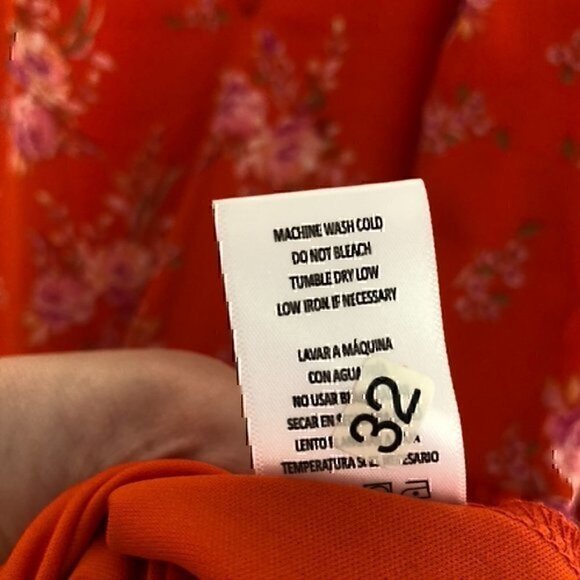 MACHINE WASH COLD
DO NOT BLEACH
TUMBLE DRY LOW
LOW IRON IF NECESSARY
LAVAR A MÁQUINA
CON AGUA
NO USAR
SECAR EN
LENTO
TEMPERATURA
32